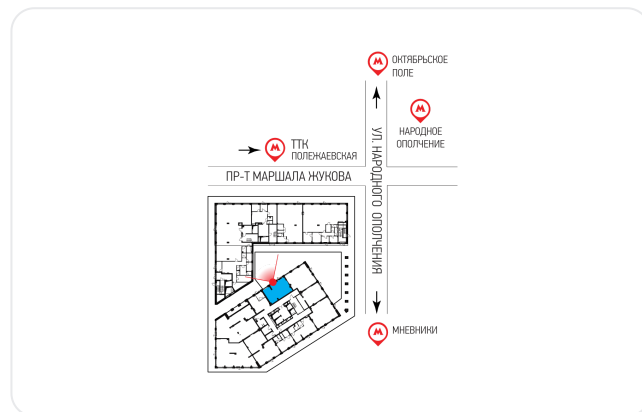 ОКТЯБРЬСКОЕ
ПОЛЕ
НАРОДНОЕ
ОПОЛЧЕНИЕ
ТТК
ПОЛЕЖАЕВСКАЯ
ПР-Т МАРШАЛА ЖУКОВА
УЛ. НАРОДНОГО ОПОЛЧЕНИЯ
МНЕВНИКИ